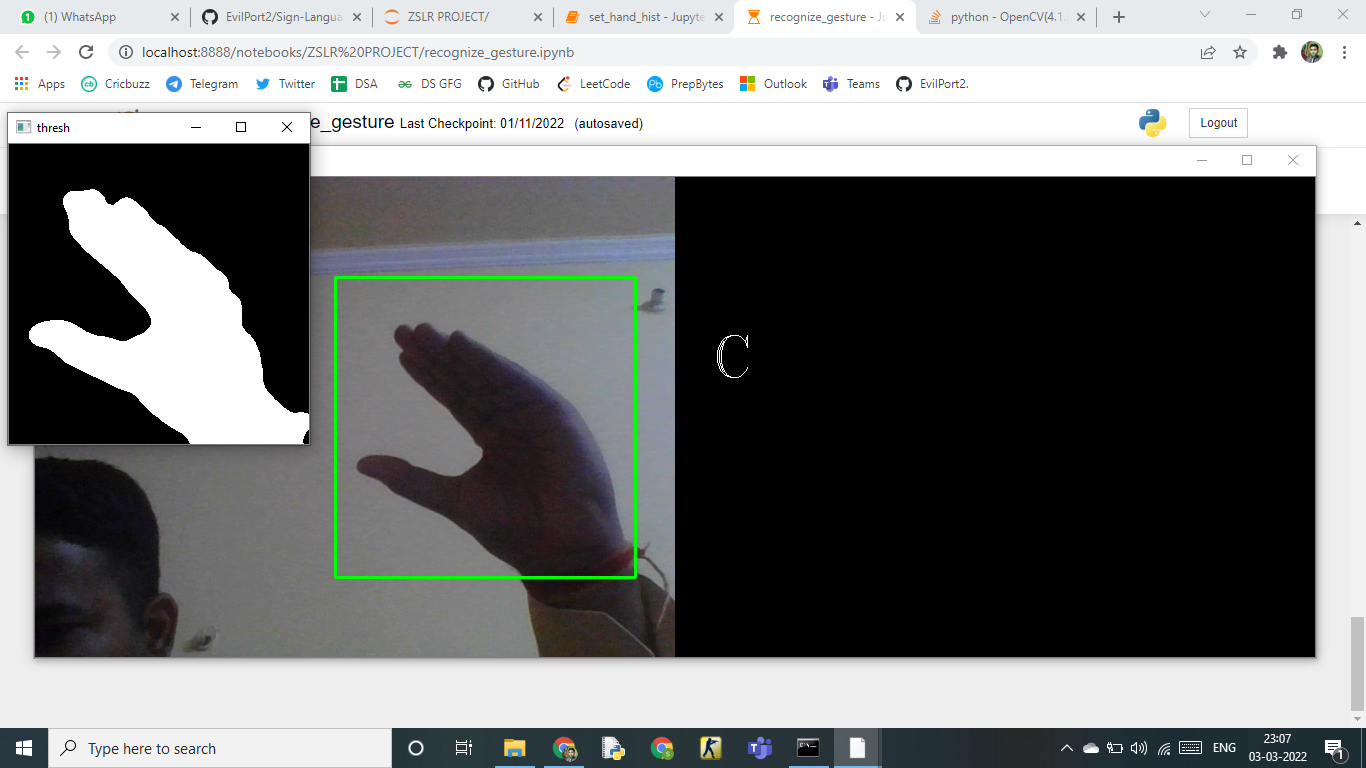 (1) WhatsApp
EvilPort2/Sign-Langua
ZSLR PROJECT/
set_hand_hist - Jupyte
recognize_gesture - Ju
python - OpenCV(4.1.
localhost:8888/notebooks/ZSLR%20PROJECT/recognize_gesture.ipynb
Apps
cb Cricbuzz
Telegram
Twitter
DSA
DS GFG
GitHub
LeetCode
PrepBytes
Outlook
Teams
EvilPort2.
thresh
e_gesture Last Checkpoint: 01/11/2022 (autosaved)
Logout
C
Type here to search
ENG
23:07
03-03-2022
1